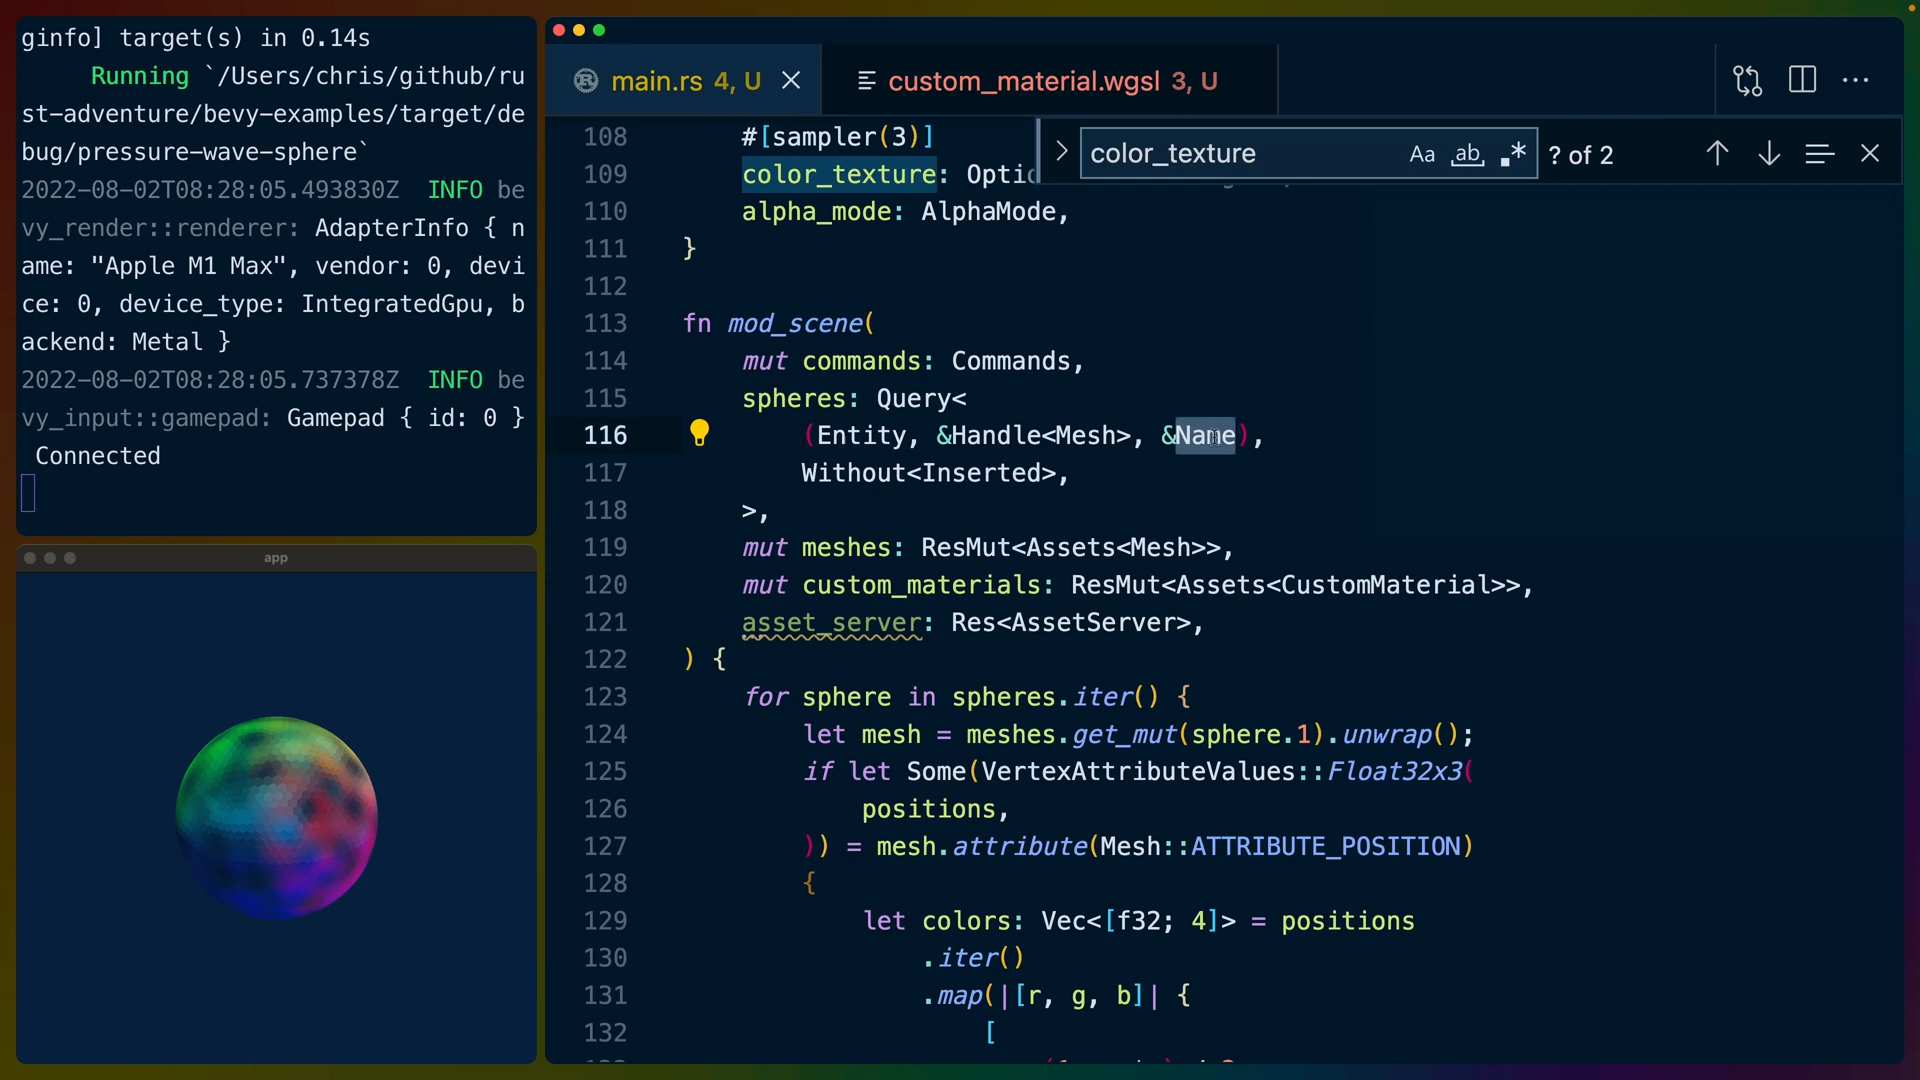 ginfo] target(s) in 0.14s
Running `/Users/chris/github/ru
st-adventure/bevy-examples/target/de
bug/pressure-wave-sphere`
2022-08-02T08:28:05.493830Z  INFO be
vy_render::renderer: AdapterInfo { n
ame: "Apple M1 Max", vendor: 0, devi
ce: 0, device_type: IntegratedGpu, b
ackend: Metal }
2022-08-02T08:28:05.737378Z  INFO be
vy_input::gamepad: Gamepad { id: 0 }
Connected
app
main.rs 4, U
custom_material.wgsl 3, U
color_texture
Aa ab .* ? of 2
108 #[sampler(3)]
109 color_texture: Optio
110 alpha_mode: AlphaMode,
111 }
112
113 fn mod_scene(
114 mut commands: Commands,
115 spheres: Query<
116 (Entity, &Handle<Mesh>, &Name),
117 Without<Inserted>,
118 >,
119 mut meshes: ResMut<Assets<Mesh>>,
120 mut custom_materials: ResMut<Assets<CustomMaterial>>,
121 asset_server: Res<AssetServer>,
122 ) {
123 for sphere in spheres.iter() {
124 let mesh = meshes.get_mut(sphere.1).unwrap();
125 if let Some(VertexAttributeValues::Float32x3(
126 positions,
127 )) = mesh.attribute(Mesh::ATTRIBUTE_POSITION)
128 {
129 let colors: Vec<[f32; 4]> = positions
130 .iter()
131 .map(|[r, g, b]| {
132 [